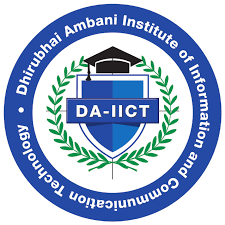 Dhirubhai Ambani Institute of Information and Communication Technology •
DA-IICT